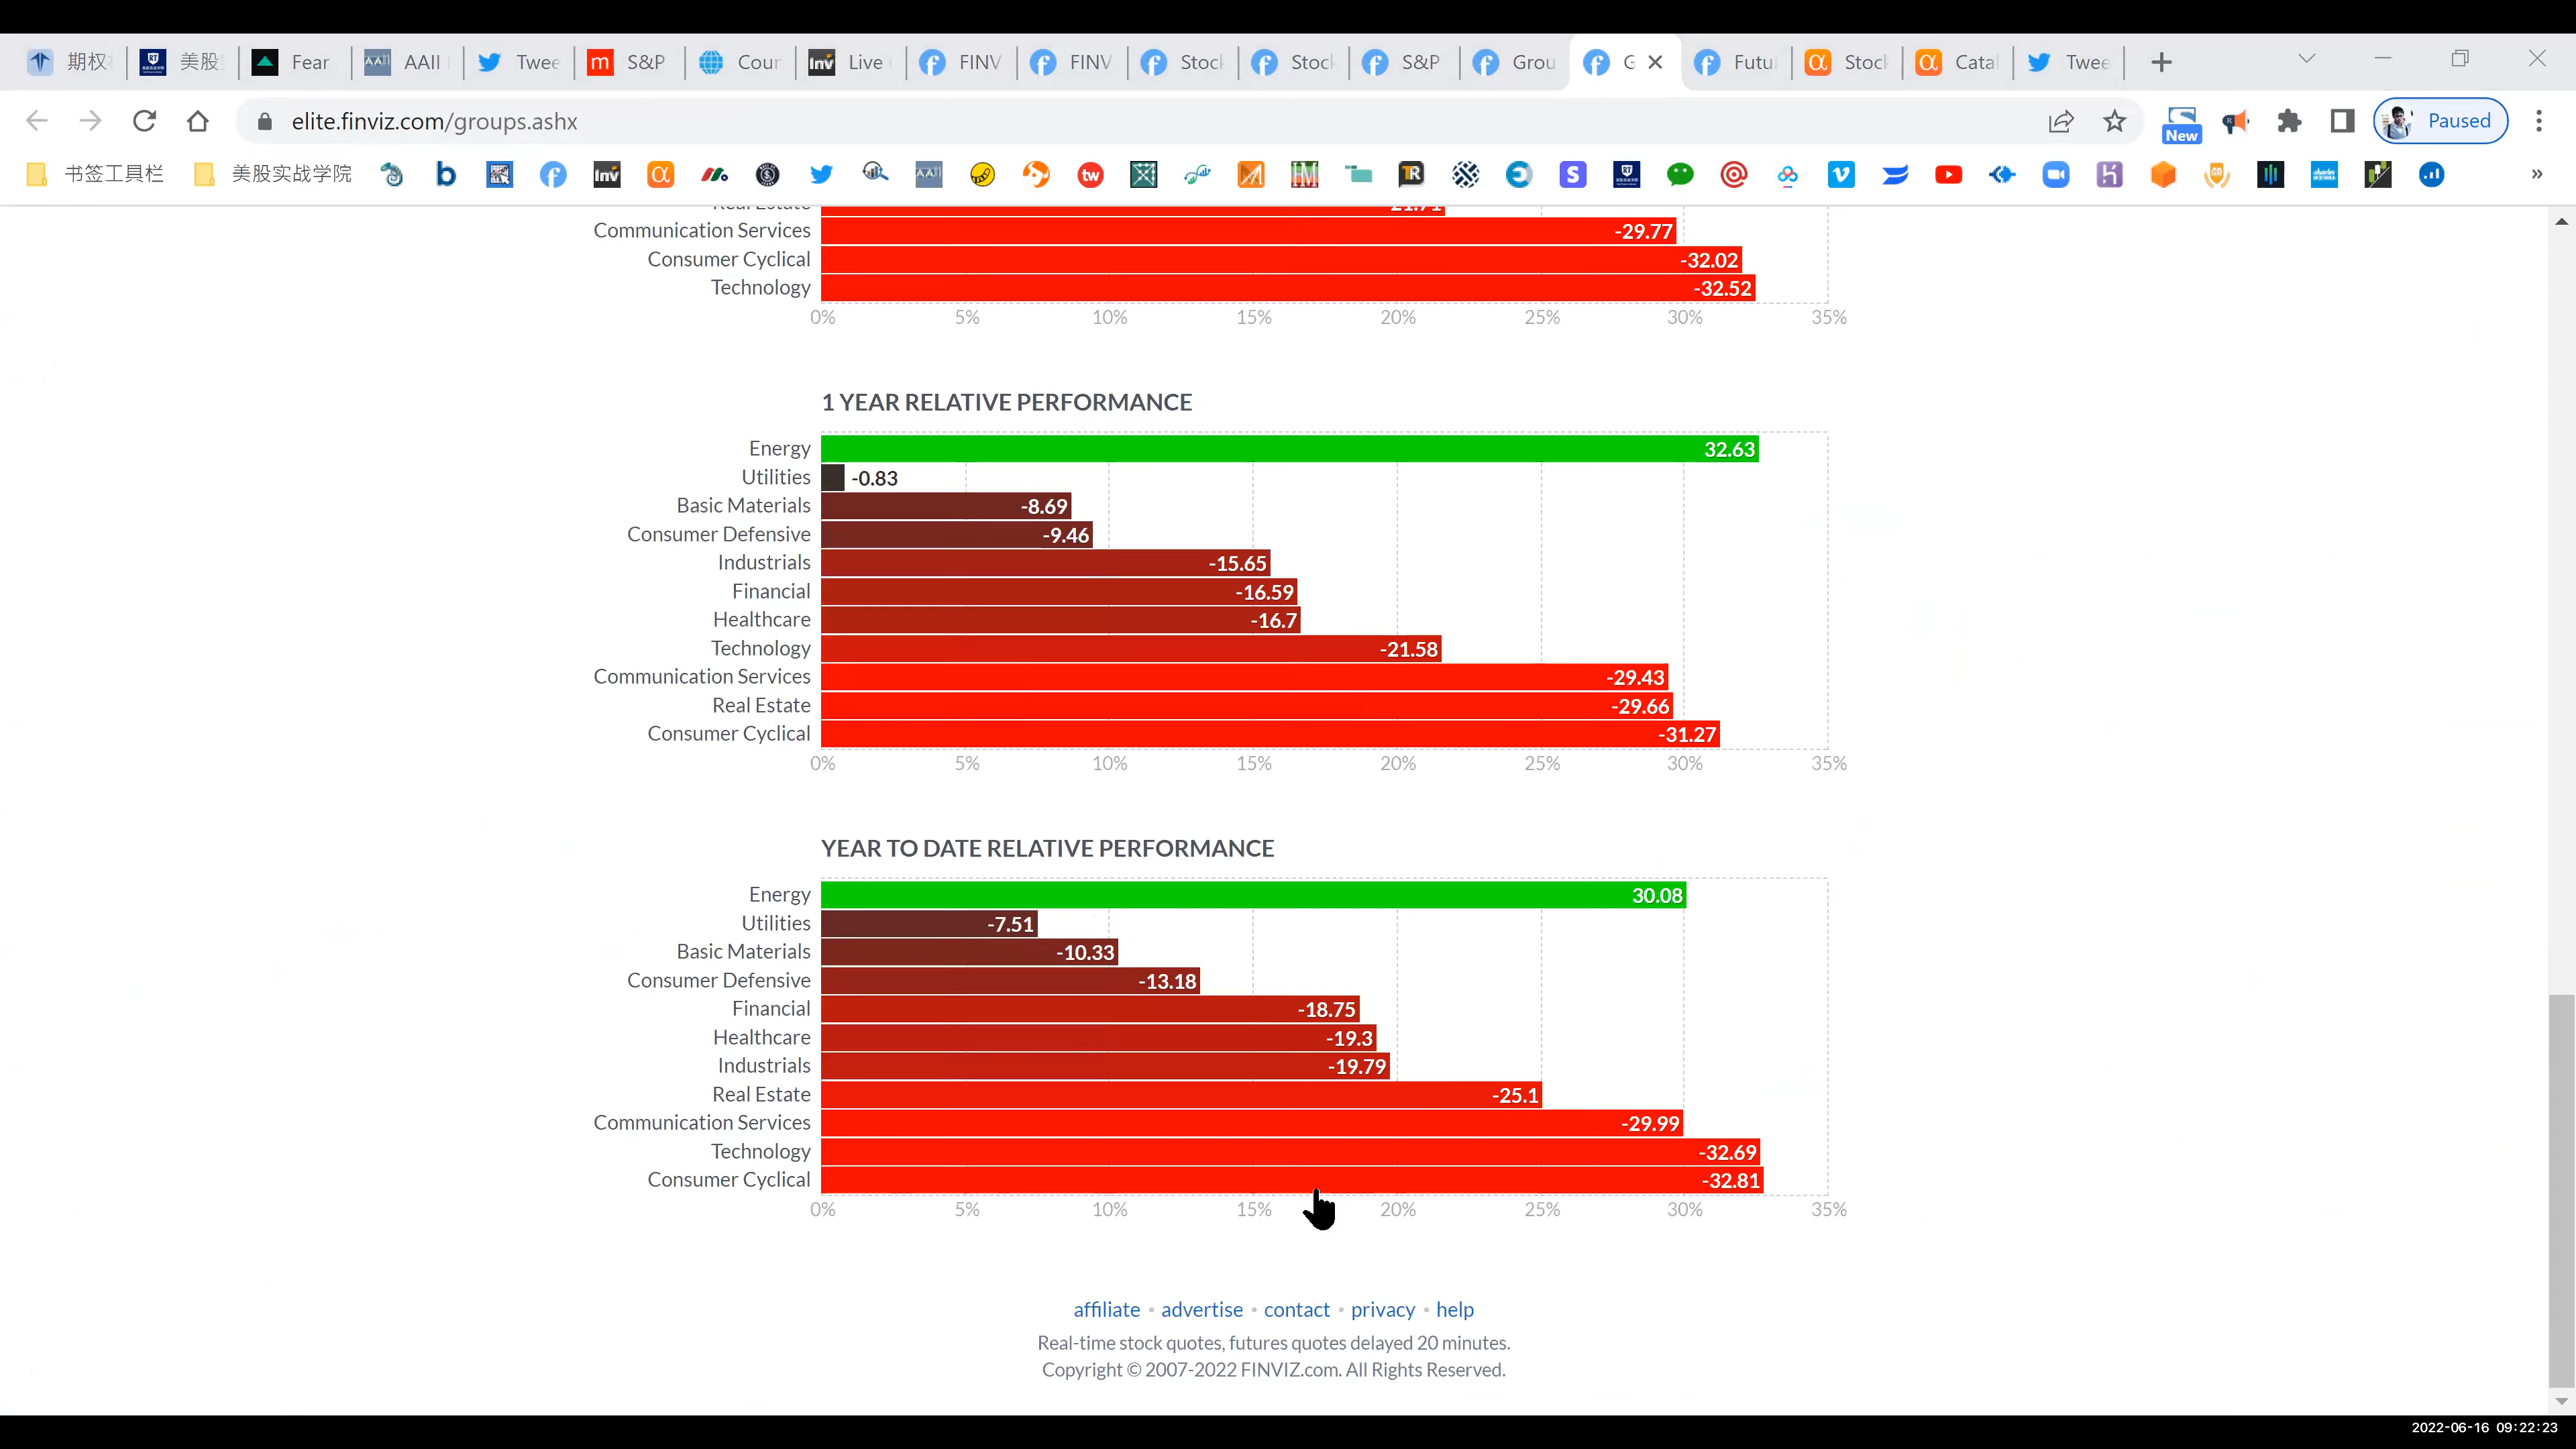 期权 美股 Fear AAII Twee S&P Cour Live FINV FINV Stock Stock S&P Grou G Futu Stock Cata Twee
elite.finviz.com/groups.ashx
New
Paused
书签工具栏 美股实战学院
Real Estate -21.71
Communication Services -29.77
Consumer Cyclical -32.02
Technology -32.52
0% 5% 10% 15% 20% 25% 30% 35%
1 YEAR RELATIVE PERFORMANCE
Energy 32.63
Utilities -0.83
Basic Materials -8.69
Consumer Defensive -9.46
Industrials -15.65
Financial -16.59
Healthcare -16.7
Technology -21.58
Communication Services -29.43
Real Estate -29.66
Consumer Cyclical -31.27
0% 5% 10% 15% 20% 25% 30% 35%
YEAR TO DATE RELATIVE PERFORMANCE
Energy 30.08
Utilities -7.51
Basic Materials -10.33
Consumer Defensive -13.18
Financial -18.75
Healthcare -19.3
Industrials -19.79
Real Estate -25.1
Communication Services -29.99
Technology -32.69
Consumer Cyclical -32.81
0% 5% 10% 15% 20% 25% 30% 35%
affiliate • advertise • contact • privacy • help
Real-time stock quotes, futures quotes delayed 20 minutes.
Copyright © 2007-2022 FINVIZ.com. All Rights Reserved.
2022-06-16 09:22:23